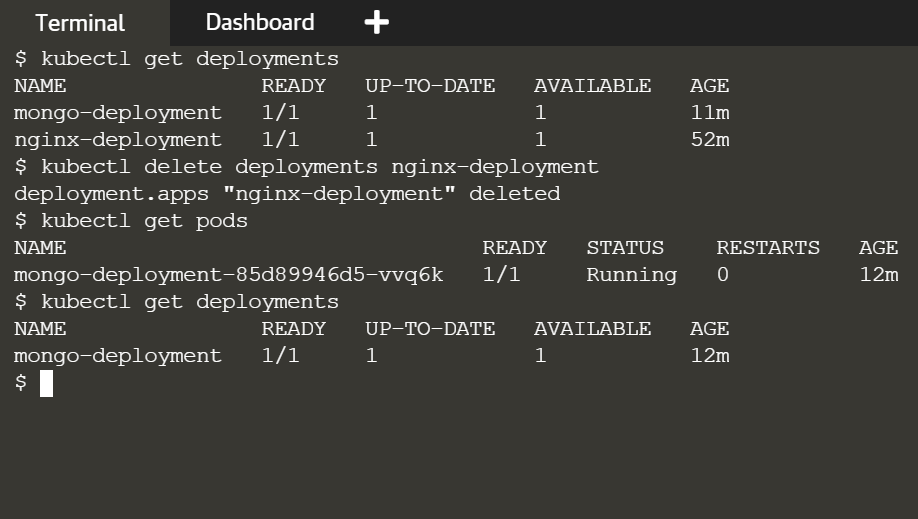 Terminal Dashboard +
$ kubectl get deployments
NAME READY UP-TO-DATE AVAILABLE AGE
mongo-deployment 1/1 1 1 11m
nginx-deployment 1/1 1 1 52m
$ kubectl delete deployments nginx-deployment
deployment.apps "nginx-deployment" deleted
$ kubectl get pods
NAME READY STATUS RESTARTS AGE
mongo-deployment-85d89946d5-vvq6k 1/1 Running 0 12m
$ kubectl get deployments
NAME READY UP-TO-DATE AVAILABLE AGE
mongo-deployment 1/1 1 1 12m
$